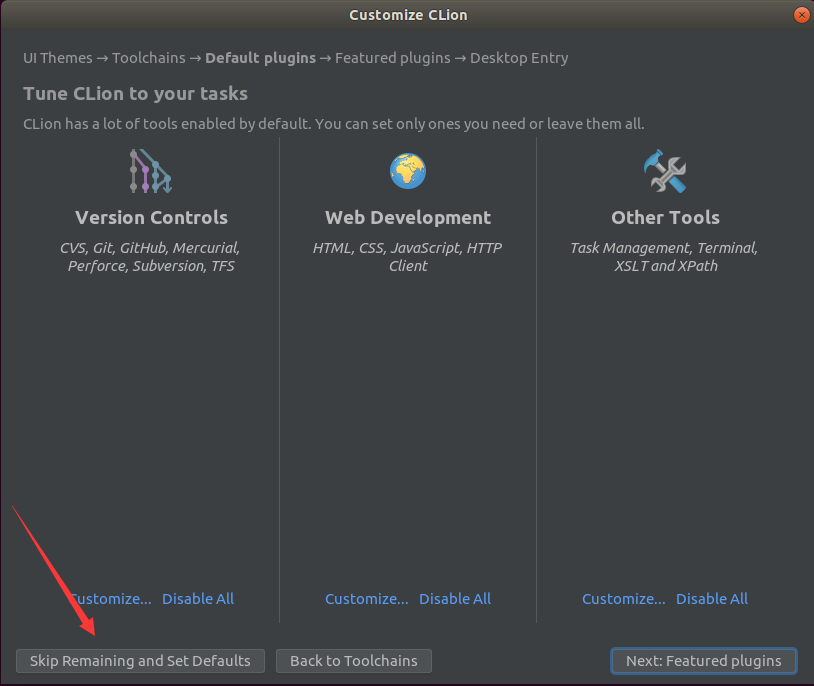 Customize CLion
UI Themes → Toolchains → Default plugins → Featured plugins → Desktop Entry
Tune CLion to your tasks
CLion has a lot of tools enabled by default. You can set only ones you need or leave them all.
Version Controls
CVS, Git, GitHub, Mercurial,
Perforce, Subversion, TFS
Customize... Disable All
Web Development
HTML, CSS, JavaScript, HTTP
Client
Customize... Disable All
Other Tools
Task Management, Terminal,
XSLT and XPath
Customize... Disable All
Skip Remaining and Set Defaults
Back to Toolchains
Next: Featured plugins